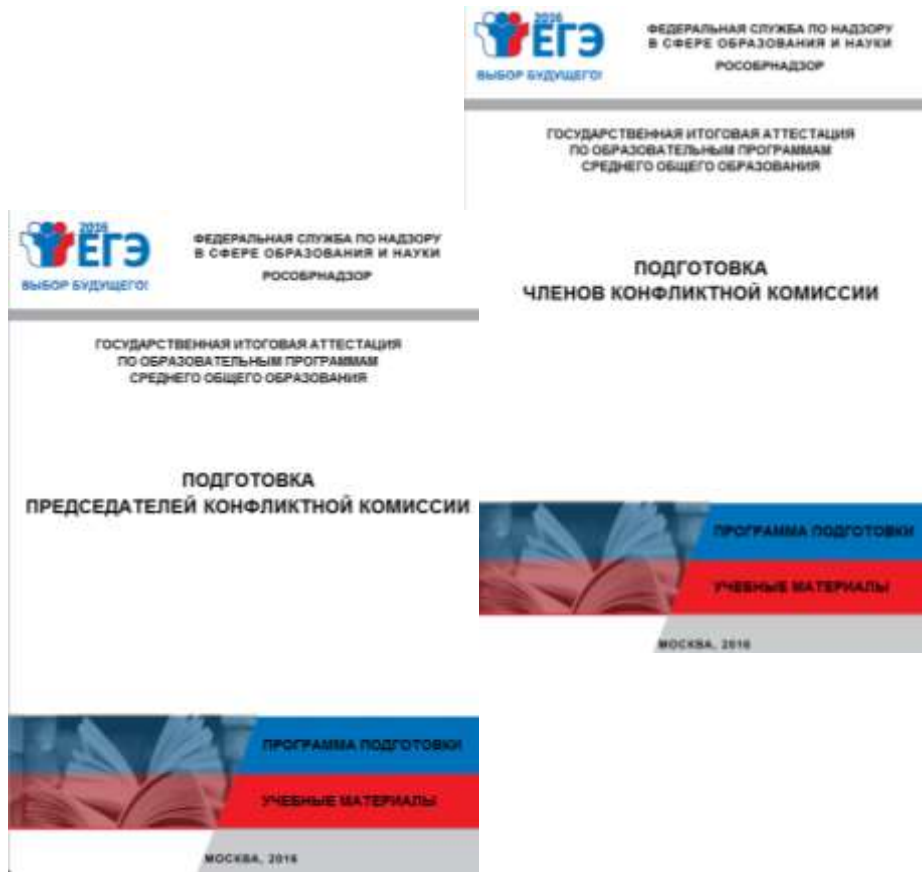 2016
ЕГЭ
ВЫБОР БУДУЩЕГО!
ФЕДЕРАЛЬНАЯ СЛУЖБА ПО НАДЗОРУ
В СФЕРЕ ОБРАЗОВАНИЯ И НАУКИ
РОСОБРНАДЗОР
ГОСУДАРСТВЕННАЯ ИТОГОВАЯ АТТЕСТАЦИЯ
ПО ОБРАЗОВАТЕЛЬНЫМ ПРОГРАММАМ
СРЕДНЕГО ОБЩЕГО ОБРАЗОВАНИЯ
ПОДГОТОВКА
ЧЛЕНОВ КОНФЛИКТНОЙ КОМИССИИ
ПРОГРАММА ПОДГОТОВКИ
УЧЕБНЫЕ МАТЕРИАЛЫ
МОСКВА, 2016
2016
ЕГЭ
ВЫБОР БУДУЩЕГО!
ФЕДЕРАЛЬНАЯ СЛУЖБА ПО НАДЗОРУ
В СФЕРЕ ОБРАЗОВАНИЯ И НАУКИ
РОСОБРНАДЗОР
ГОСУДАРСТВЕННАЯ ИТОГОВАЯ АТТЕСТАЦИЯ
ПО ОБРАЗОВАТЕЛЬНЫМ ПРОГРАММАМ
СРЕДНЕГО ОБЩЕГО ОБРАЗОВАНИЯ
ПОДГОТОВКА
ПРЕДСЕДАТЕЛЕЙ КОНФЛИКТНОЙ КОМИССИИ
ПРОГРАММА ПОДГОТОВКИ
УЧЕБНЫЕ МАТЕРИАЛЫ
МОСКВА, 2016